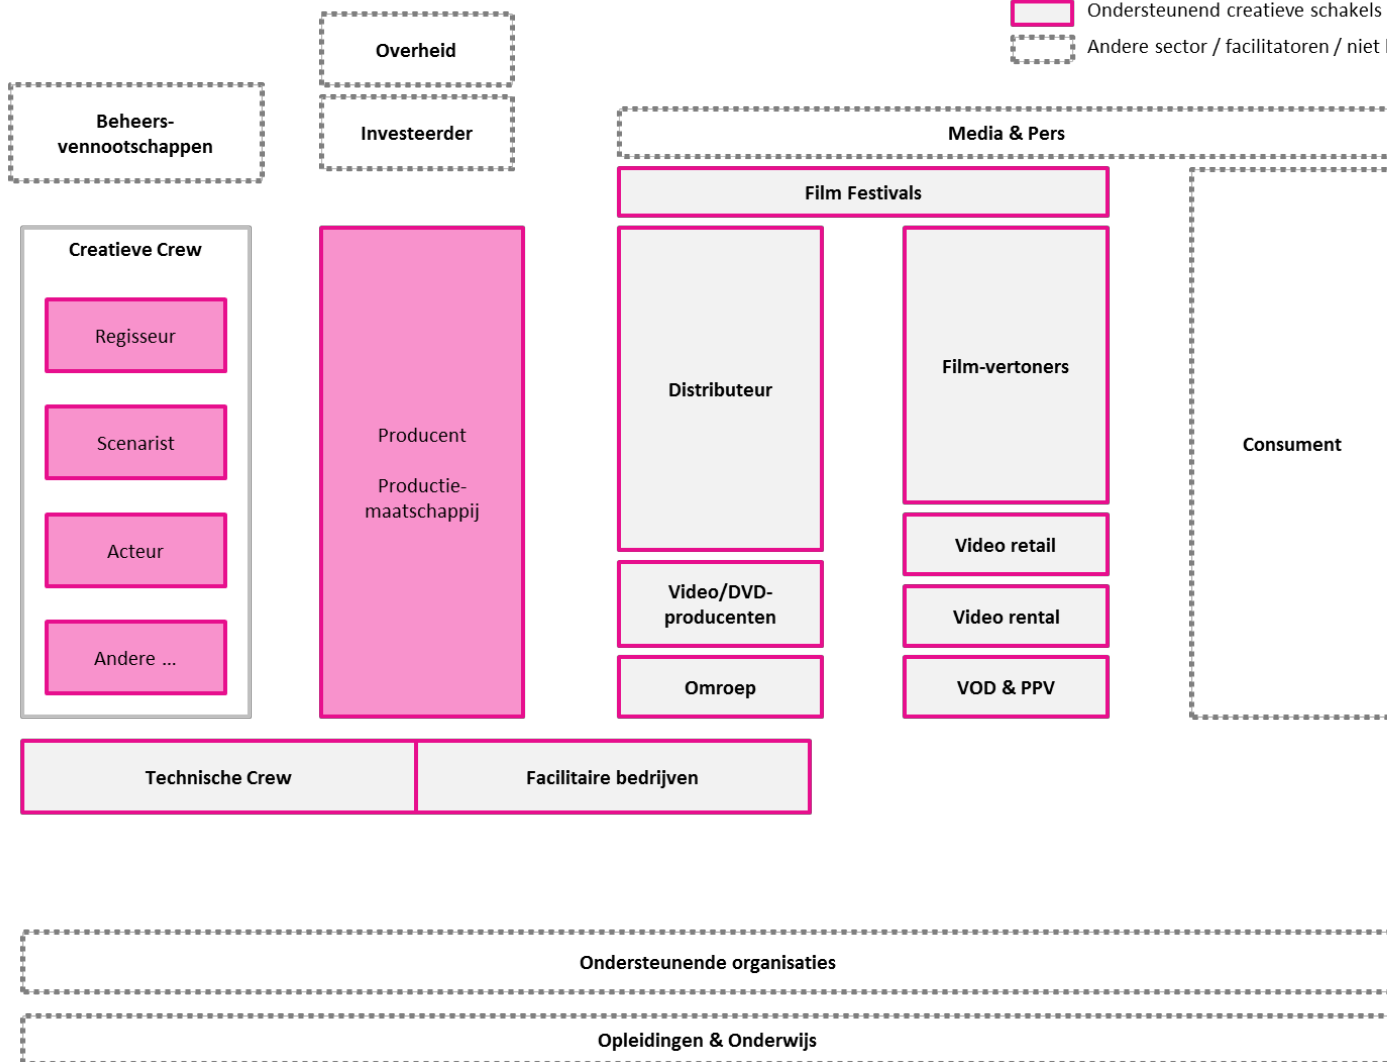 Ondersteunend creatieve schakels
Andere sector / facilitatoren / niet
Overheid
Beheers-
vennootschappen
Investeerder
Media & Pers
Film Festivals
Creatieve Crew
Regisseur
Scenarist
Acteur
Andere ...
Producent
Productie-
maatschappij
Distributeur
Video/DVD-
producenten
Omroep
Film-vertoners
Video retail
Video rental
VOD & PPV
Consument
Technische Crew
Facilitaire bedrijven
Ondersteunende organisaties
Opleidingen & Onderwijs